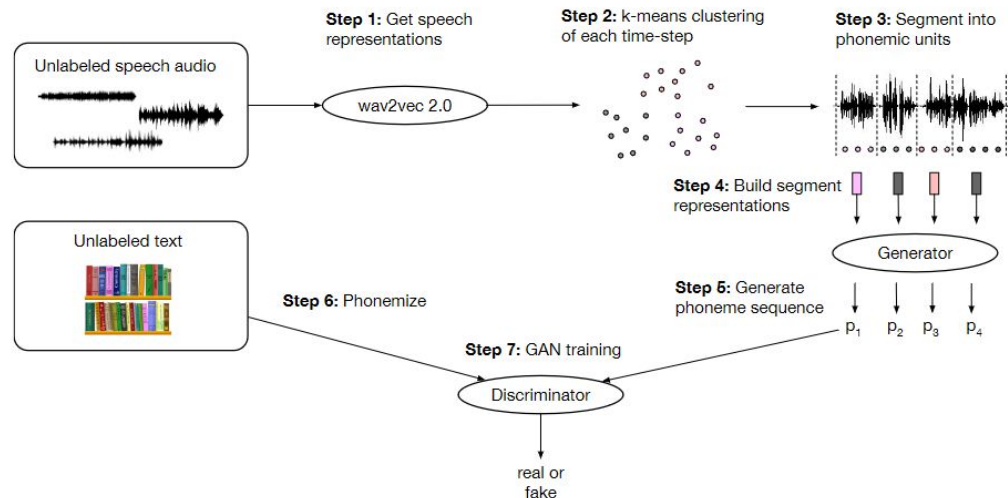 Step 1: Get speech
representations
Step 2: k-means clustering
of each time-step
Step 3: Segment into
phonemic units
Unlabeled speech audio
wav2vec 2.0
Step 4: Build segment
representations
Generator
Unlabeled text
Step 5: Generate
phoneme sequence
Step 6: Phonemize
p1 p2 p3 p4
Step 7: GAN training
Discriminator
real or
fake